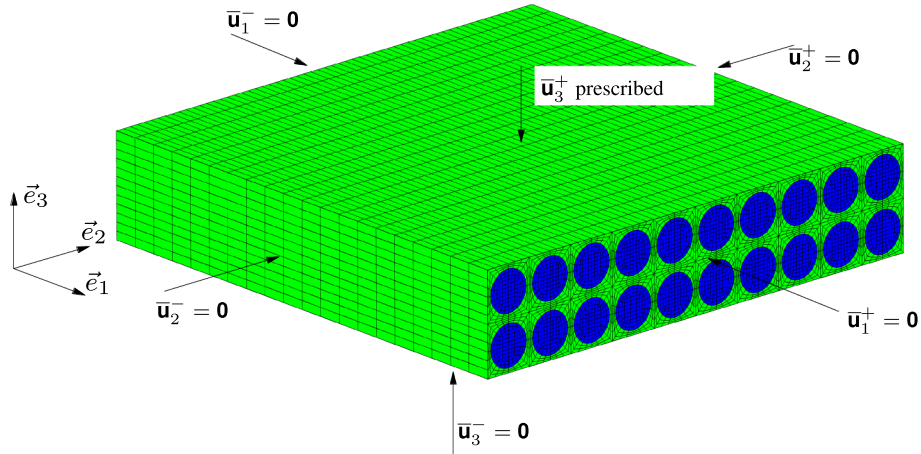 ū₁⁻ = 0
ū₂⁺ = 0
ū₃⁺ prescribed
e⃗₃
e⃗₂
e⃗₁
ū₂⁻ = 0
ū₁⁺ = 0
ū₃⁻ = 0